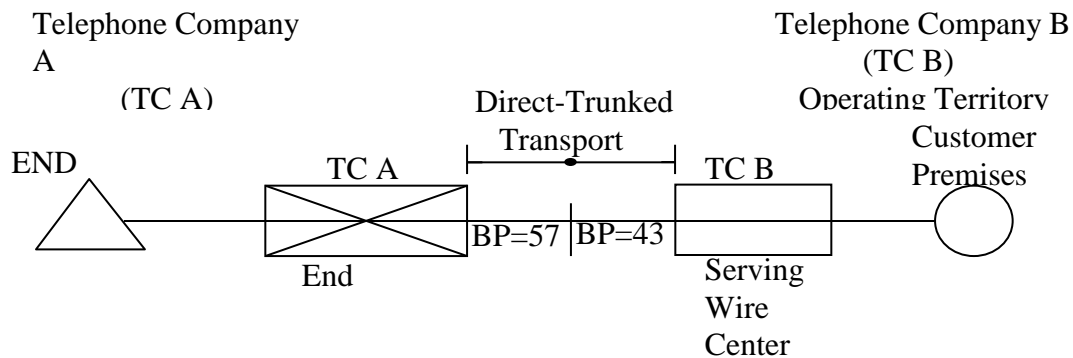 Telephone Company
A
(TC A)
Telephone Company B
(TC B)
Operating Territory
Direct-Trunked
Transport
Customer
Premises
END
TC A
TC B
BP=57
BP=43
End
Serving
Wire
Center